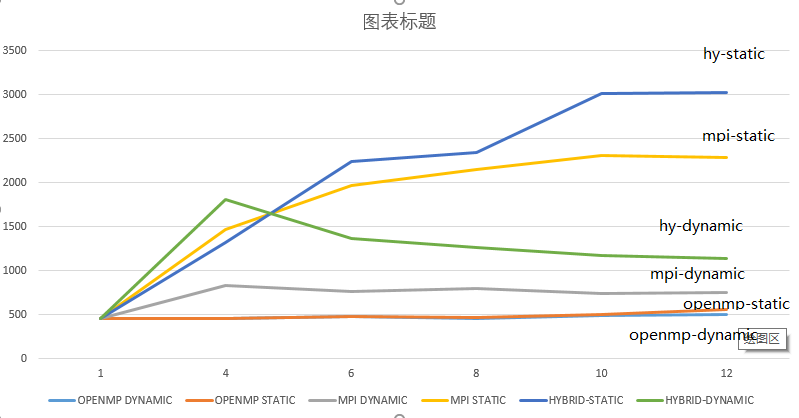 图表标题
3500
hy-static
3000
mpi-static
2500
2000
1500
hy-dynamic
1000
mpi-dynamic
500
openmp-static
openmp-dynamic
绘图区
0
1 4 6 8 10 12
OPENMP DYNAMIC OPENMP STATIC MPI DYNAMIC MPI STATIC HYBRID-STATIC HYBRID-DYNAMIC